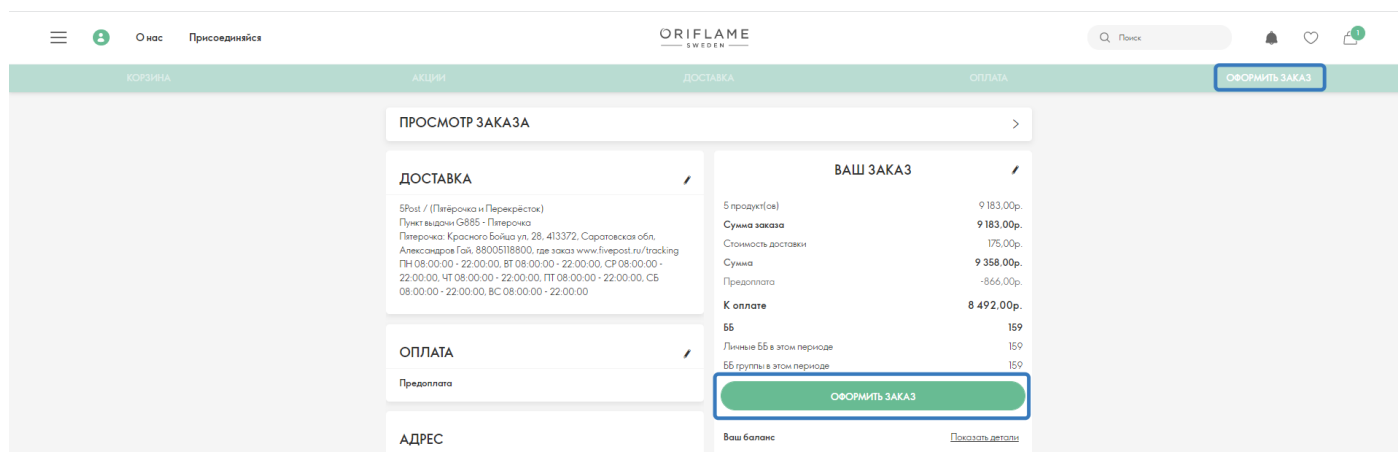 О нас Присоединяйся
ORIFLAME
SWEDEN
Поиск
1
КОРЗИНА АКЦИИ ДОСТАВКА ОПЛАТА ОФОРМИТЬ ЗАКАЗ
ПРОСМОТР ЗАКАЗА
ДОСТАВКА
5Post / (Пятёрочка и Перекрёсток)
Пункт выдачи G885 - Пятерочка
Пятерочка: Красного Бойца ул, 28, 413372, Саратовская обл,
Александров Гай, 88005118800, где заказ www.fivepost.ru/tracking
ПН 08:00:00 - 22:00:00, ВТ 08:00:00 - 22:00:00, СР 08:00:00 -
22:00:00, ЧТ 08:00:00 - 22:00:00, ПТ 08:00:00 - 22:00:00, СБ
08:00:00 - 22:00:00, ВС 08:00:00 - 22:00:00
ОПЛАТА
Предоплата
АДРЕС
ВАШ ЗАКАЗ
5 продукт(ов) 9 183,00р.
Сумма заказа 9 183,00р.
Стоимость доставки 175,00р.
Сумма 9 358,00р.
Предоплата -866,00р.
К оплате 8 492,00р.
ББ 159
Личные ББ в этом периоде 159
ББ группы в этом периоде 159
ОФОРМИТЬ ЗАКАЗ
Ваш баланс Показать детали